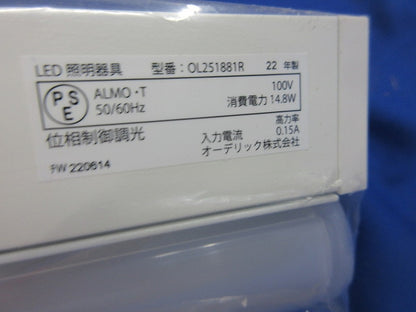 LED 照明器具 型番：OL251881R 22 年製
PSE ALMO・T 100V
50/60Hz 消費電力 14.8W
位相制御調光 高力率
入力電流 0.15A
オーデリック株式会社
PW 220614